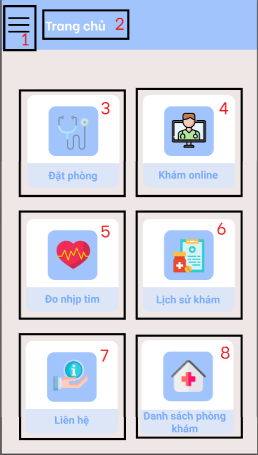 Trang chủ 2
1
3
4
Đặt phòng
Khám online
5
6
Đo nhịp tim
Lịch sử khám
7
8
Liên hệ
Danh sách phòng
khám